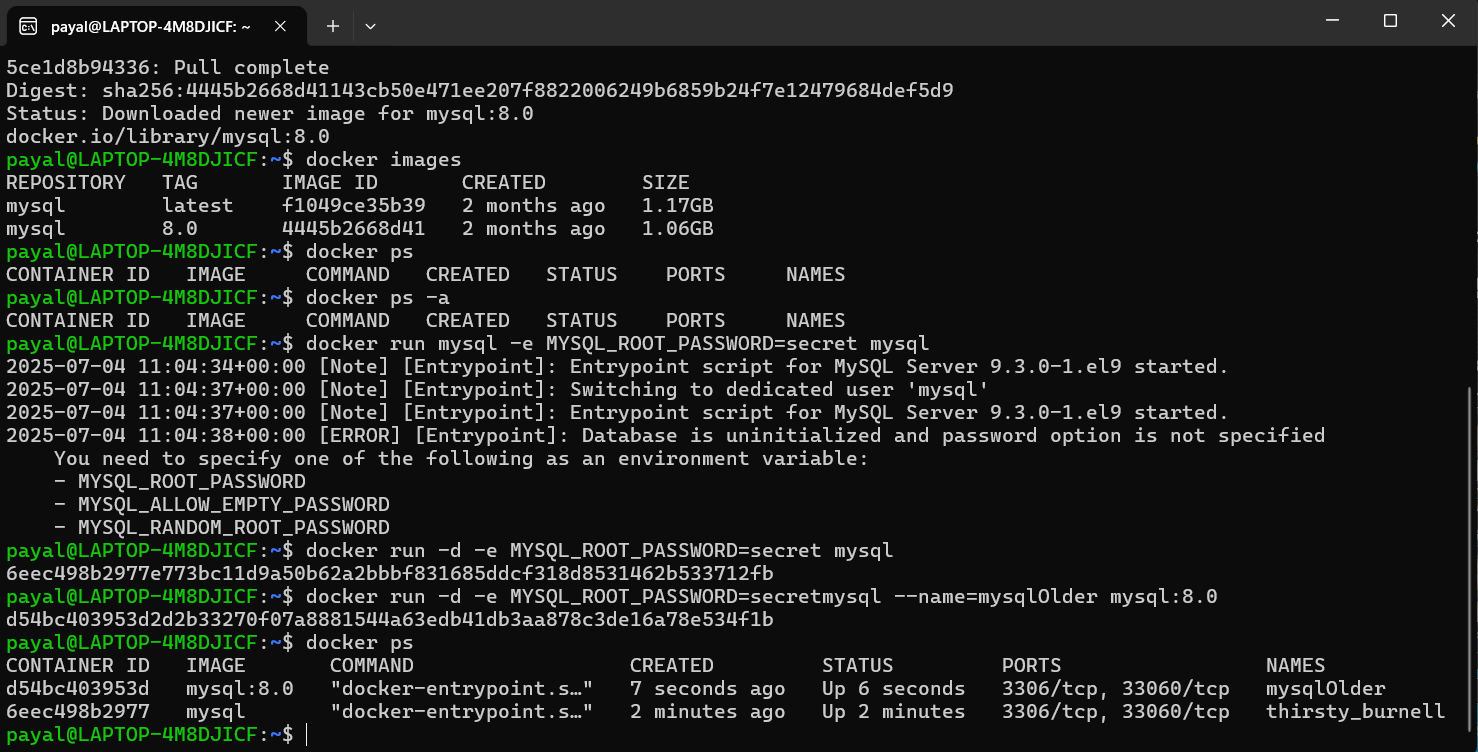 payal@LAPTOP-4M8DJICF: ~
5ce1d8b94336: Pull complete
Digest: sha256:4445b2668d41143cb50e471ee207f8822006249b6859b24f7e12479684def5d9
Status: Downloaded newer image for mysql:8.0
docker.io/library/mysql:8.0
payal@LAPTOP-4M8DJICF:~$ docker images
REPOSITORY   TAG       IMAGE ID       CREATED        SIZE
mysql        latest    f1049ce35b39   2 months ago   1.17GB
mysql        8.0       4445b2668d41   2 months ago   1.06GB
payal@LAPTOP-4M8DJICF:~$ docker ps
CONTAINER ID   IMAGE     COMMAND   CREATED   STATUS    PORTS     NAMES
payal@LAPTOP-4M8DJICF:~$ docker ps -a
CONTAINER ID   IMAGE     COMMAND   CREATED   STATUS    PORTS     NAMES
payal@LAPTOP-4M8DJICF:~$ docker run mysql -e MYSQL_ROOT_PASSWORD=secret mysql
2025-07-04 11:04:34+00:00 [Note] [Entrypoint]: Entrypoint script for MySQL Server 9.3.0-1.el9 started.
2025-07-04 11:04:37+00:00 [Note] [Entrypoint]: Switching to dedicated user 'mysql'
2025-07-04 11:04:37+00:00 [Note] [Entrypoint]: Entrypoint script for MySQL Server 9.3.0-1.el9 started.
2025-07-04 11:04:38+00:00 [ERROR] [Entrypoint]: Database is uninitialized and password option is not specified
    You need to specify one of the following as an environment variable:
    - MYSQL_ROOT_PASSWORD
    - MYSQL_ALLOW_EMPTY_PASSWORD
    - MYSQL_RANDOM_ROOT_PASSWORD
payal@LAPTOP-4M8DJICF:~$ docker run -d -e MYSQL_ROOT_PASSWORD=secret mysql
6eec498b2977e773bc11d9a50b62a2bbbf831685ddcf318d8531462b533712fb
payal@LAPTOP-4M8DJICF:~$ docker run -d -e MYSQL_ROOT_PASSWORD=secretmysql --name=mysqlOlder mysql:8.0
d54bc403953d2d2b33270f07a8881544a63edb41db3aa878c3de16a78e534f1b
payal@LAPTOP-4M8DJICF:~$ docker ps
CONTAINER ID   IMAGE       COMMAND                  CREATED         STATUS         PORTS                 NAMES
d54bc403953d   mysql:8.0   "docker-entrypoint.s…"   7 seconds ago   Up 6 seconds   3306/tcp, 33060/tcp   mysqlOlder
6eec498b2977   mysql       "docker-entrypoint.s…"   2 minutes ago   Up 2 minutes   3306/tcp, 33060/tcp   thirsty_burnell
payal@LAPTOP-4M8DJICF:~$